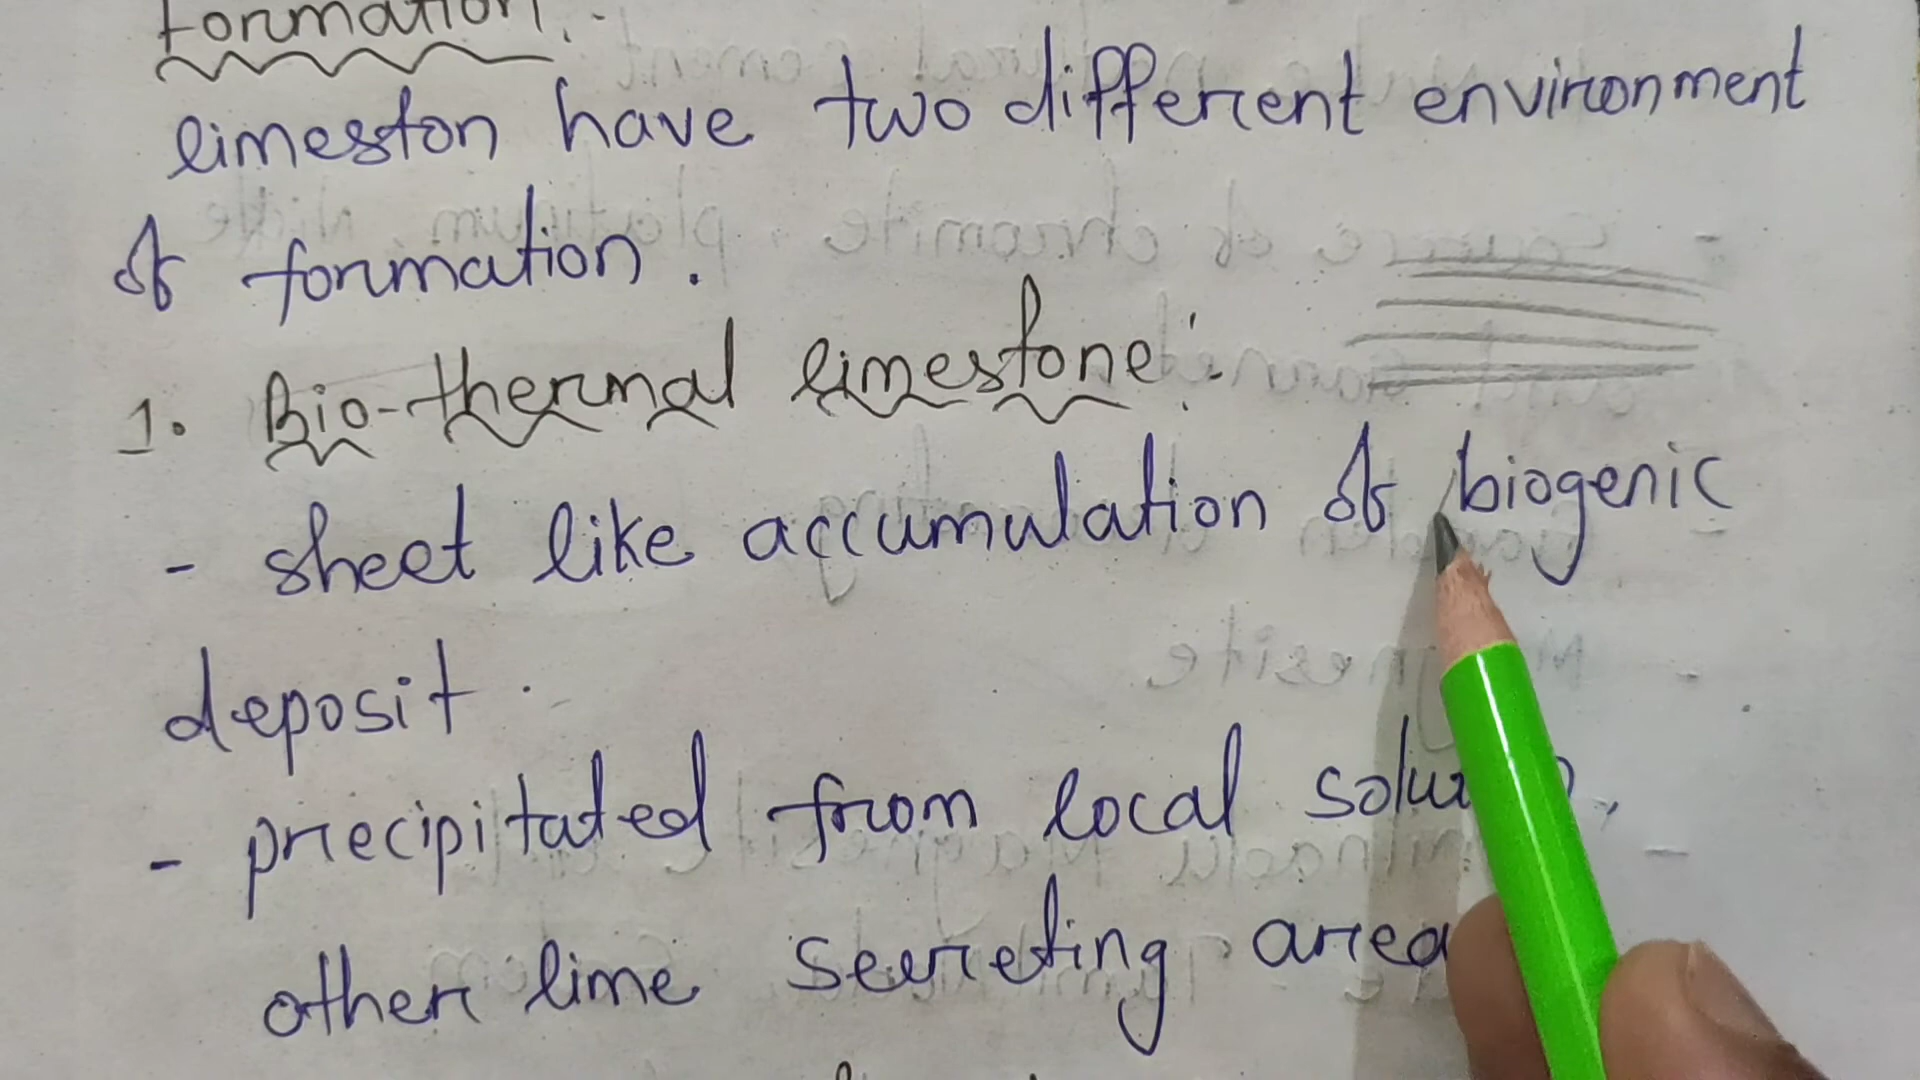 Formation:-
limeston have two different environment
of formation.
1. Bio-thermal limestone:
- sheet like accumulation of biogenic
deposit.
- precipitated from local
other lime secreting area